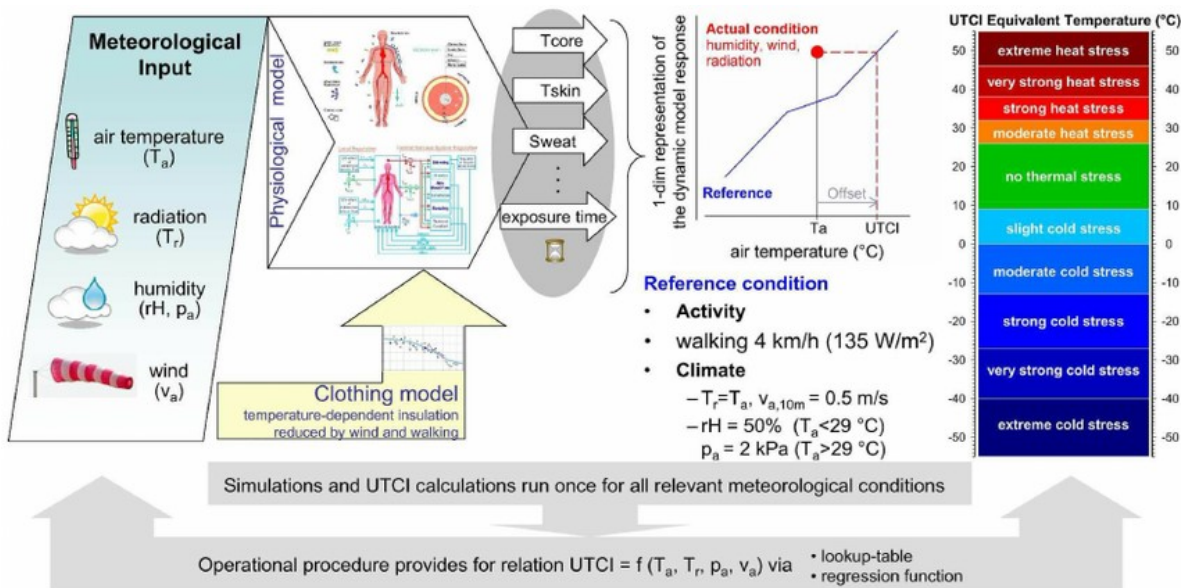 Meteorological
Input
air temperature
(Ta)
radiation
(Tr)
humidity
(rH, pa)
wind
(va)
Physiological model
Clothing model
temperature-dependent insulation
reduced by wind and walking
Tcore
Tskin
Sweat
exposure time
1-dim representation of
the dynamic model response
Actual condition
humidity, wind,
radiation
Reference
Offset
Ta
UTCI
air temperature (°C)
Reference condition
• Activity
• walking 4 km/h (135 W/m²)
• Climate
– Tr=Ta, va,10m = 0.5 m/s
– rH = 50% (Ta<29 °C)
pa = 2 kPa (Ta>29 °C)
UTCI Equivalent Temperature (°C)
50 extreme heat stress 50
40 very strong heat stress 40
strong heat stress
30 moderate heat stress 30
20 no thermal stress 20
10 10
slight cold stress
0 0
-10 moderate cold stress -10
-20 strong cold stress -20
-30 very strong cold stress -30
-40 -40
extreme cold stress
-50 -50
Simulations and UTCI calculations run once for all relevant meteorological conditions
Operational procedure provides for relation UTCI = f (Ta, Tr, pa, va) via
• lookup-table
• regression function